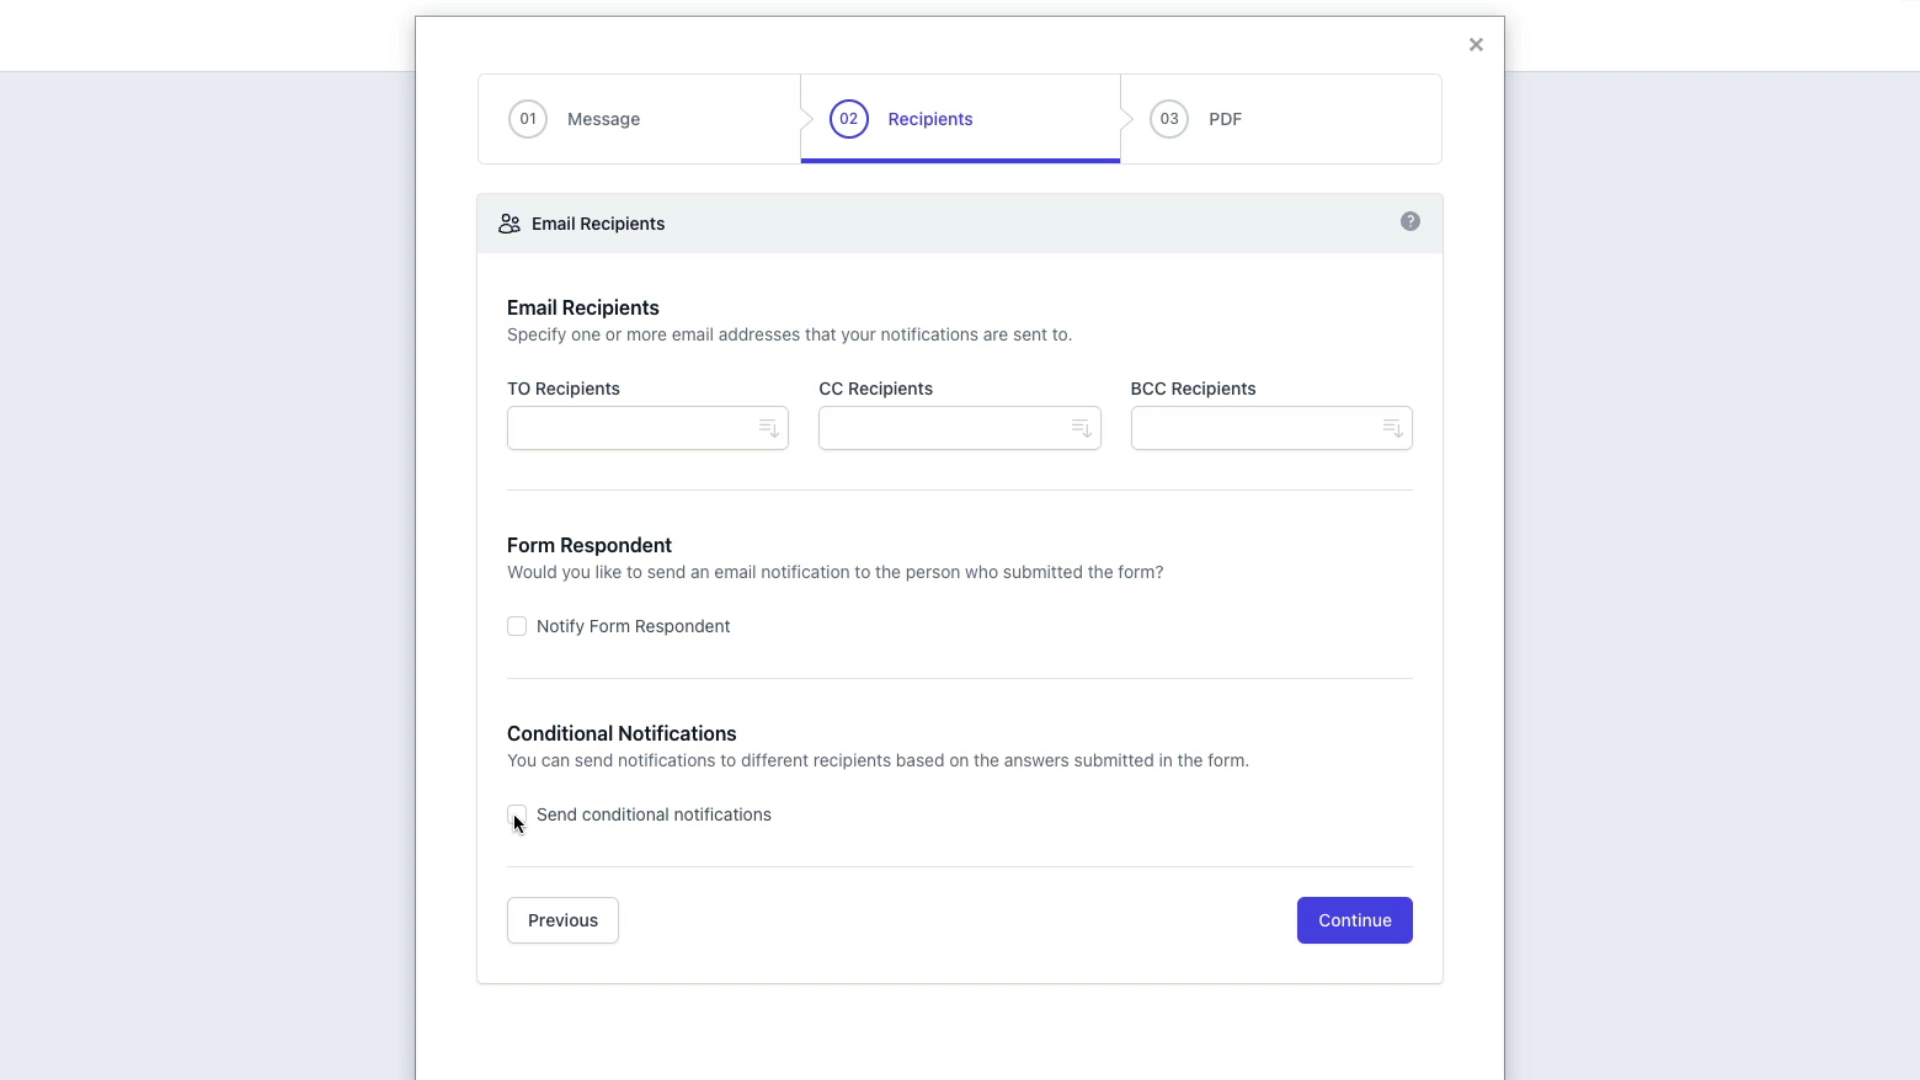 01 Message
02 Recipients
03 PDF
Email Recipients
?
Email Recipients
Specify one or more email addresses that your notifications are sent to.
TO Recipients CC Recipients BCC Recipients
Form Respondent
Would you like to send an email notification to the person who submitted the form?
Notify Form Respondent
Conditional Notifications
You can send notifications to different recipients based on the answers submitted in the form.
Send conditional notifications
Previous Continue